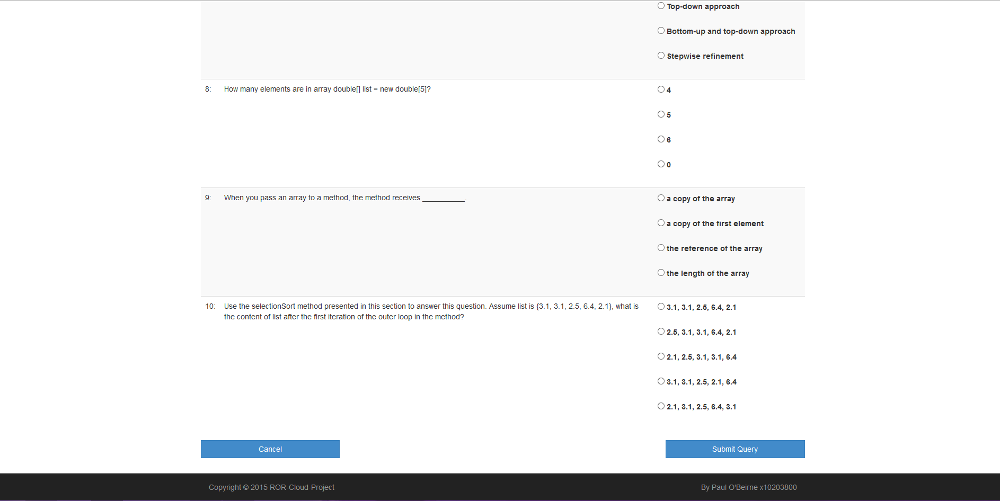 Top-down approach
Bottom-up and top-down approach
Stepwise refinement
8: How many elements are in array double[] list = new double[5]?
4
5
6
0
9: When you pass an array to a method, the method receives __________.
a copy of the array
a copy of the first element
the reference of the array
the length of the array
10: Use the selectionSort method presented in this section to answer this question. Assume list is {3.1, 3.1, 2.5, 6.4, 2.1}, what is
the content of list after the first iteration of the outer loop in the method?
3.1, 3.1, 2.5, 6.4, 2.1
2.5, 3.1, 3.1, 6.4, 2.1
2.1, 2.5, 3.1, 3.1, 6.4
3.1, 3.1, 2.5, 2.1, 6.4
2.1, 3.1, 2.5, 6.4, 3.1
Cancel
Submit Query
Copyright © 2015 ROR-Cloud-Project
By Paul O'Beirne x10203800